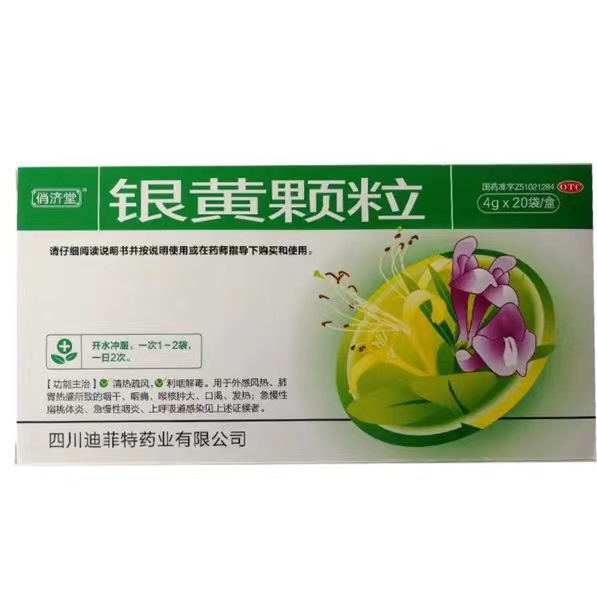 俏济堂®
银黄颗粒
国药准字Z51021284 OTC
4gx20袋/盒
请仔细阅读说明书并按说明使用或在药师指导下购买和使用。
开水冲服。一次1~2袋，
一日2次。
【功能主治】清热疏风，利咽解毒。用于外感风热、肺
胃热盛所致的咽干、咽痛、喉核肿大、口渴、发热；急慢性
扁桃体炎、急慢性咽炎、上呼吸道感染见上述证候者。
四川迪菲特药业有限公司